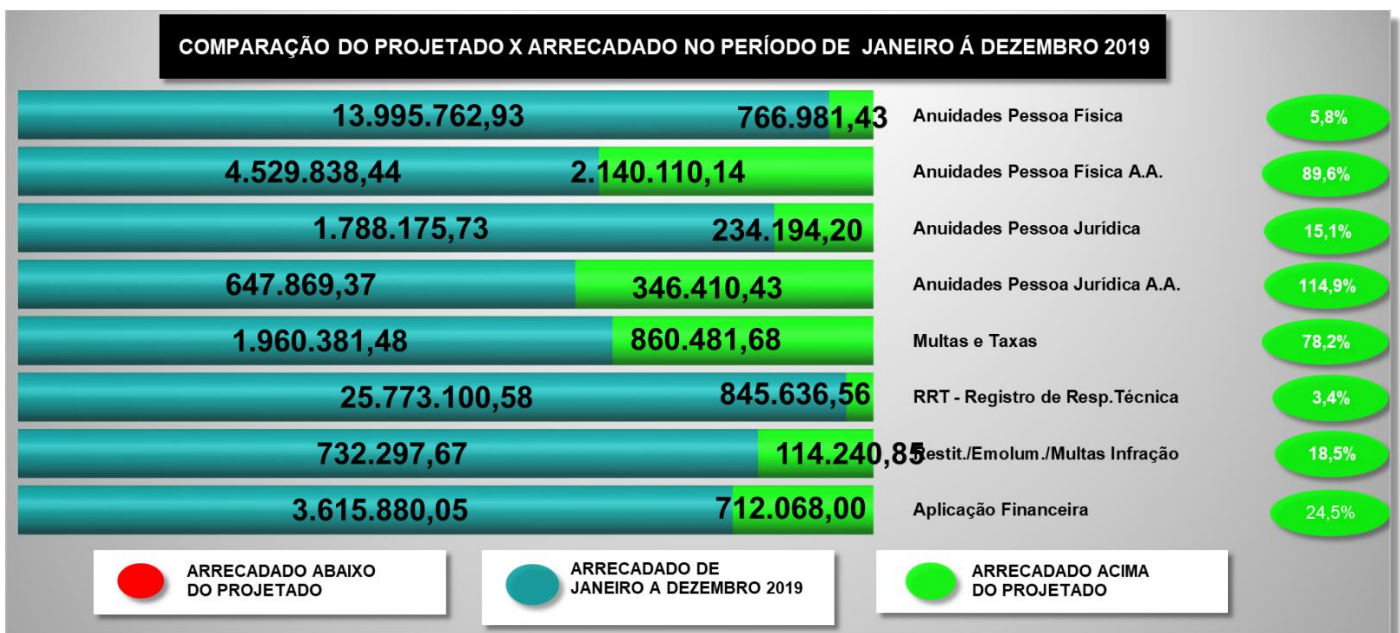 COMPARAÇÃO DO PROJETADO X ARRECADADO NO PERÍODO DE JANEIRO Á DEZEMBRO 2019
13.995.762,93 766.981,43 Anuidades Pessoa Física 5,8%
4.529.838,44 2.140.110,14 Anuidades Pessoa Física A.A. 89,6%
1.788.175,73 234.194,20 Anuidades Pessoa Jurídica 15,1%
647.869,37 346.410,43 Anuidades Pessoa Jurídica A.A. 114,9%
1.960.381,48 860.481,68 Multas e Taxas 78,2%
25.773.100,58 845.636,56 RRT - Registro de Resp.Técnica 3,4%
732.297,67 114.240,85 Restit./Emolum./Multas Infração 18,5%
3.615.880,05 712.068,00 Aplicação Financeira 24,5%
ARRECADADO ABAIXO
DO PROJETADO
ARRECADADO DE
JANEIRO A DEZEMBRO 2019
ARRECADADO ACIMA
DO PROJETADO